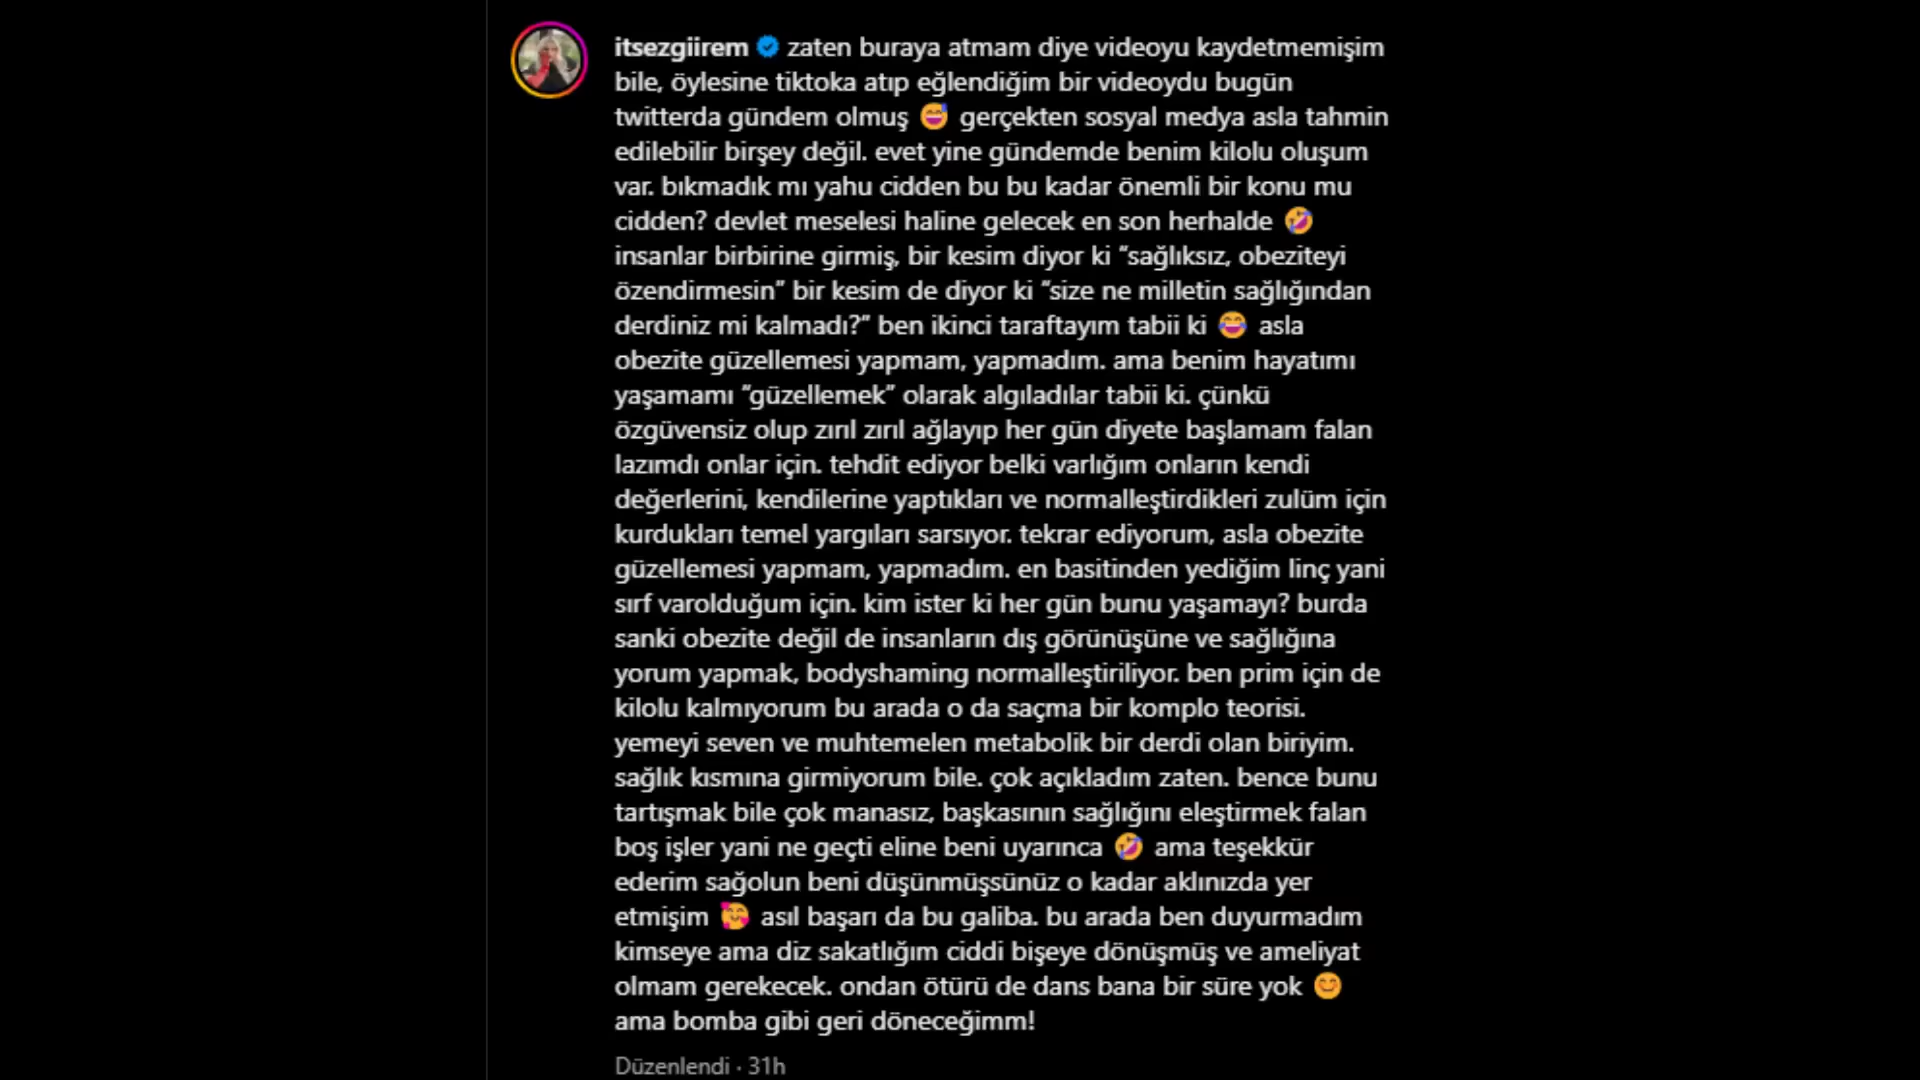 itsezgiirem zaten buraya atmam diye videoyu kaydetmemişim
bile, öylesine tiktoka atıp eğlendiğim bir videoydu bugün
twitterda gündem olmuş 😅 gerçekten sosyal medya asla tahmin
edilebilir birşey değil. evet yine gündemde benim kilolu oluşum
var. bıkmadık mı yahu cidden bu bu kadar önemli bir konu mu
cidden? devlet meselesi haline gelecek en son herhalde 🤣
insanlar birbirine girmiş, bir kesim diyor ki “sağlıksız, obeziteyi
özendirmesin” bir kesim de diyor ki “size ne milletin sağlığından
derdiniz mi kalmadı?” ben ikinci taraftayım tabii ki 😂 asla
obezite güzellemesi yapmam, yapmadım. ama benim hayatımı
yaşamamı “güzellemek” olarak algıladılar tabii ki. çünkü
özgüvensiz olup zırıl zırıl ağlayıp her gün diyete başlamam falan
lazımdı onlar için. tehdit ediyor belki varlığım onların kendi
değerlerini, kendilerine yaptıkları ve normalleştirdikleri zulüm için
kurdukları temel yargıları sarsıyor. tekrar ediyorum, asla obezite
güzellemesi yapmam, yapmadım. en basitinden yediğim linç yani
sırf varolduğum için. kim ister ki her gün bunu yaşamayı? burda
sanki obezite değil de insanların dış görünüşüne ve sağlığına
yorum yapmak, bodyshaming normalleştiriliyor. ben prim için de
kilolu kalmıyorum bu arada o da saçma bir komplo teorisi.
yemeyi seven ve muhtemelen metabolik bir derdi olan biriyim.
sağlık kısmına girmiyorum bile. çok açıkladım zaten. bence bunu
tartışmak bile çok manasız, başkasının sağlığını eleştirmek falan
boş işler yani ne geçti eline beni uyarınca 🤣 ama teşekkür
ederim sağolun beni düşünmüşsünüz o kadar aklınızda yer
etmişim 🥰 asıl başarı da bu galiba. bu arada ben duyurmadım
kimseye ama diz sakatlığım ciddi bişeye dönüşmüş ve ameliyat
olmam gerekecek. ondan ötürü de dans bana bir süre yok 😊
ama bomba gibi geri döneceğimm!
Düzenlendi · 31h